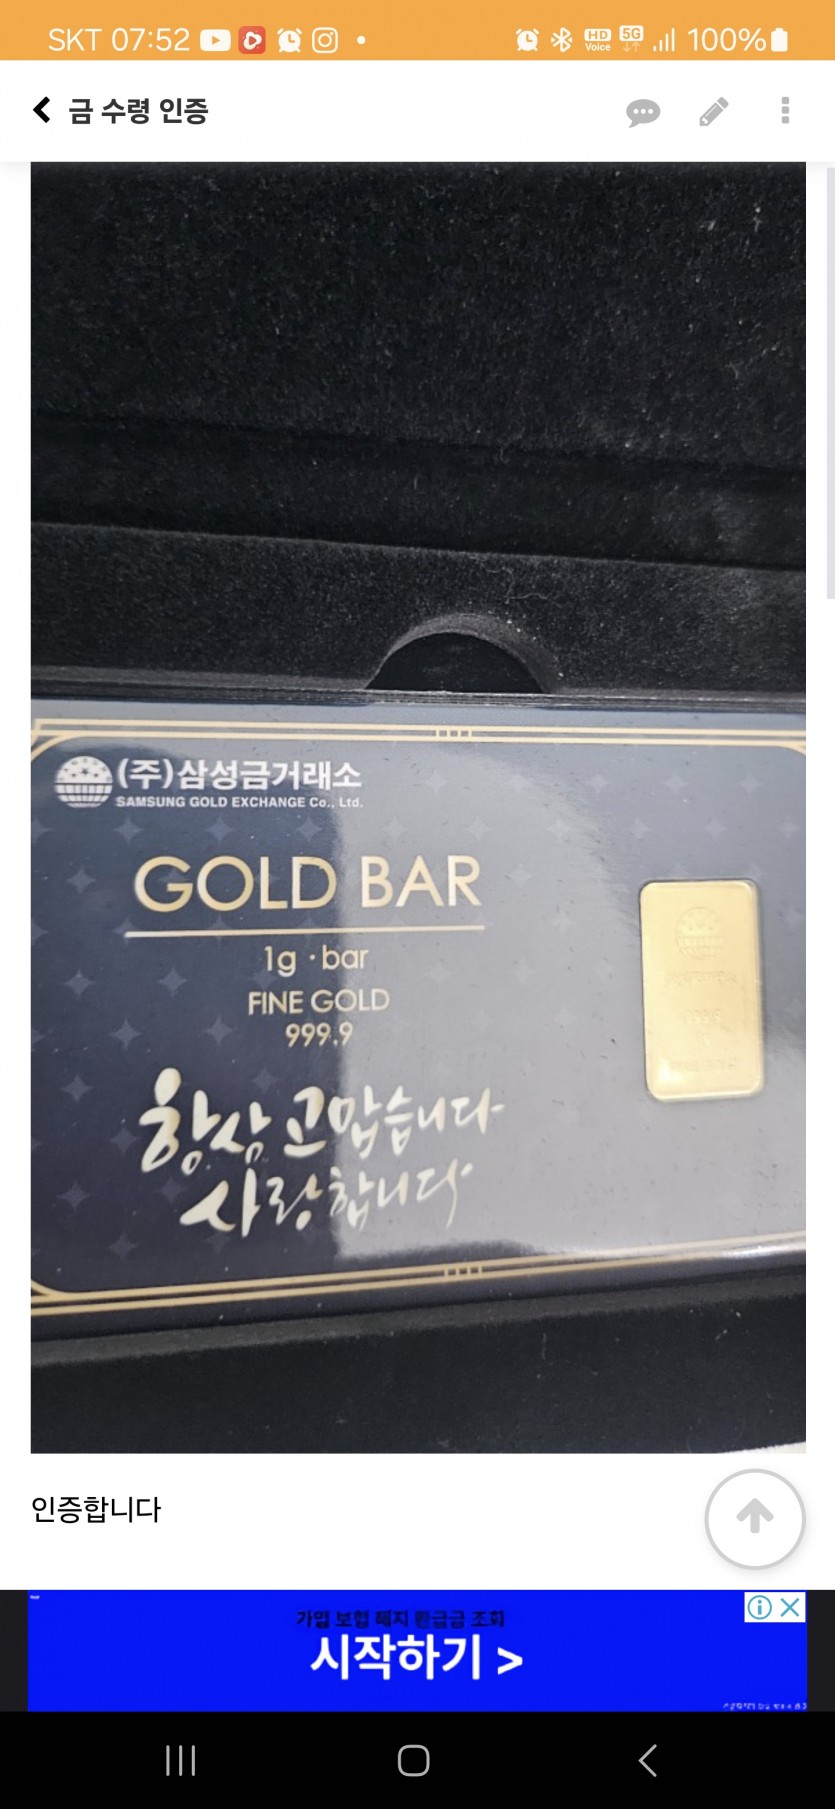 SKT 07:52
HD Voice 5G 100%
금 수령 인증
(주)삼성금거래소
SAMSUNG GOLD EXCHANGE Co., Ltd.
GOLD BAR
1g · bar
FINE GOLD
999.9
항상 고맙습니다
사랑합니다
인증합니다
가입 보험 해지 환급금 조회
시작하기 >